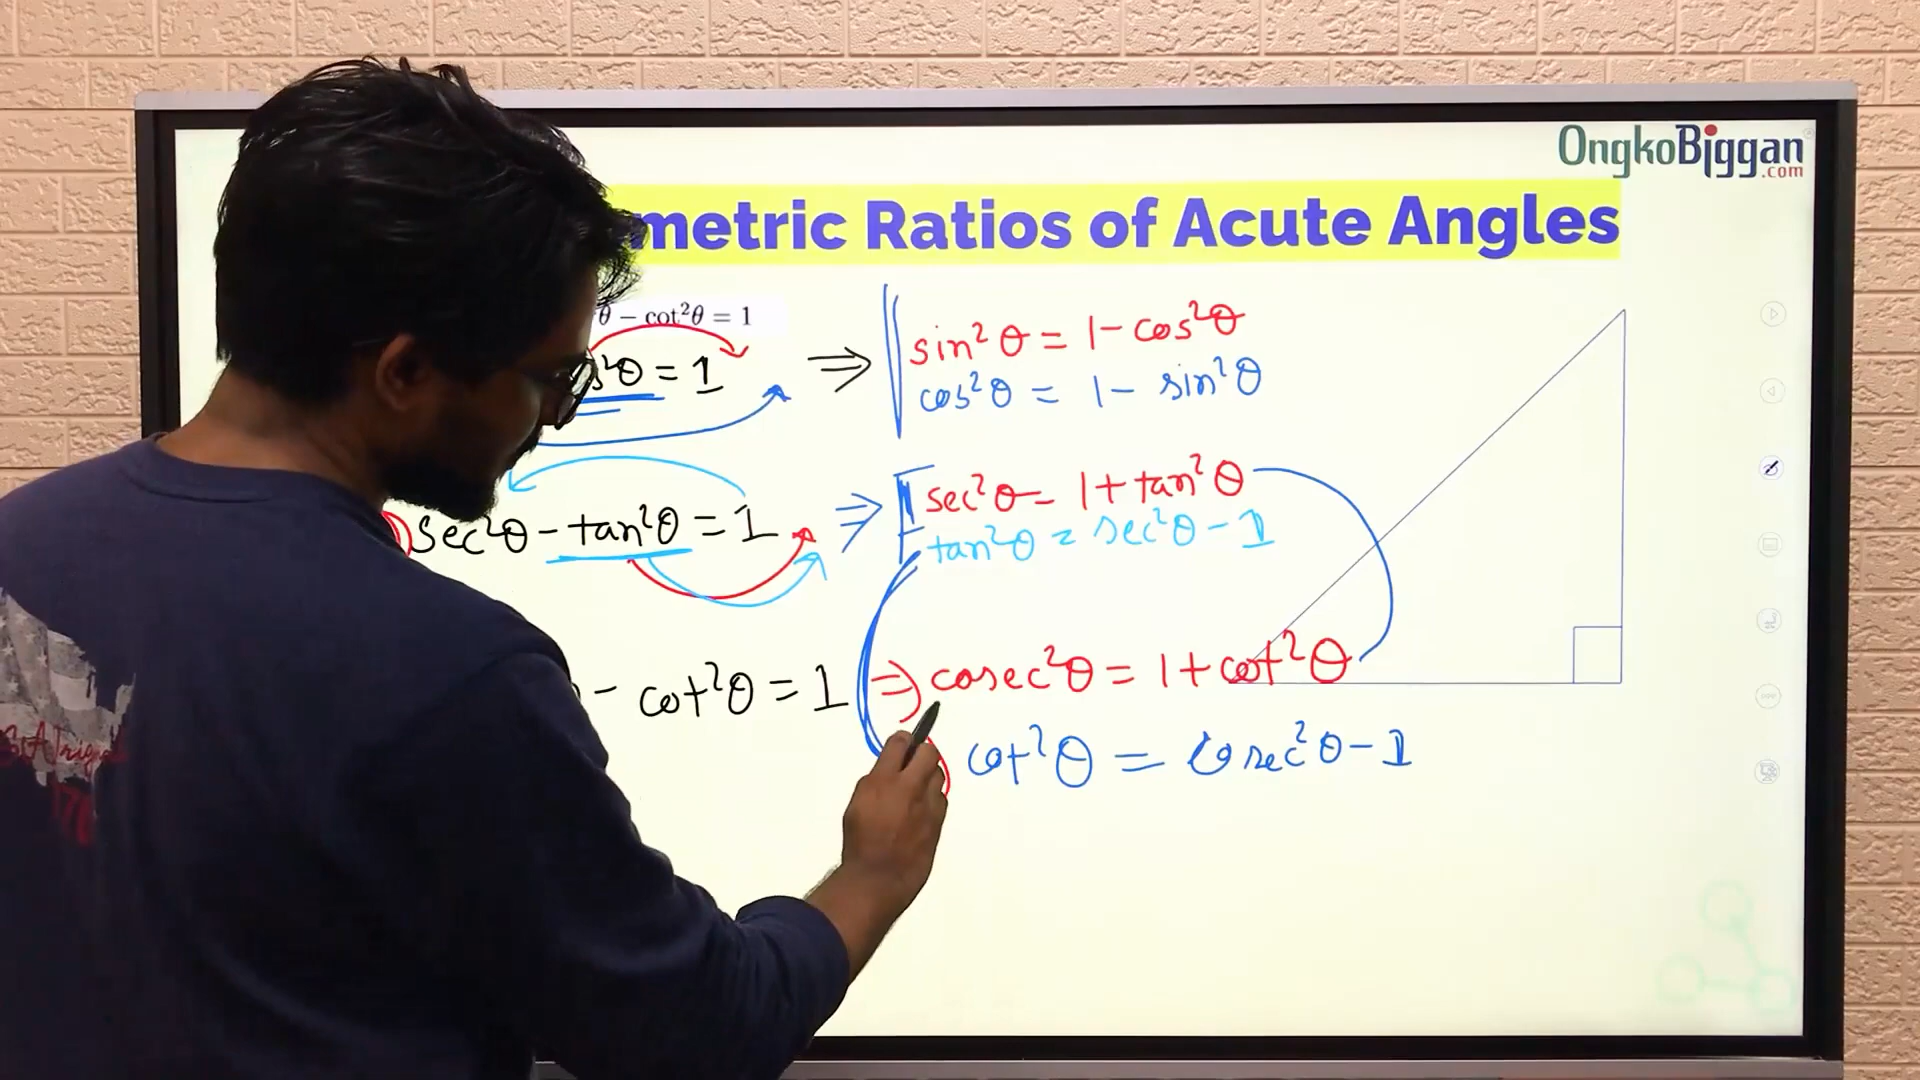 OngkoBiggan
.com
metric Ratios of Acute Angles
θ − cot²θ = 1
s²θ = 1 ⇒ sin²θ = 1 − cos²θ
cos²θ = 1 − sin²θ
sec²θ − tan²θ = 1 ⇒ sec²θ = 1 + tan²θ
tan²θ = sec²θ − 1
− cot²θ = 1 ⇒ cosec²θ = 1 + cot²θ
cot²θ = cosec²θ − 1